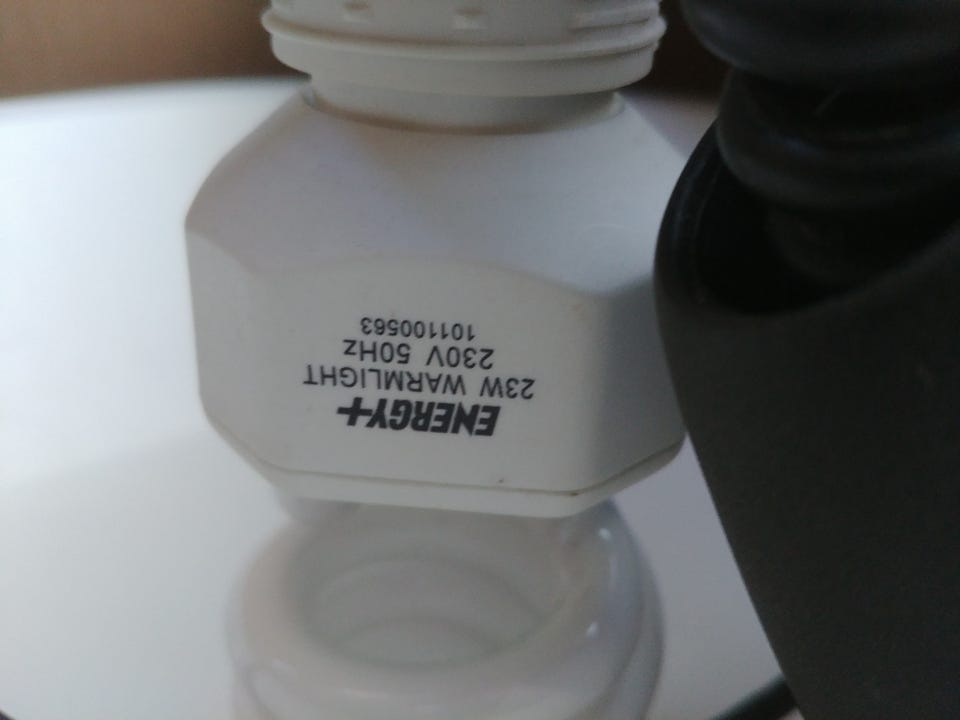 ENERGY+
23W WARMLIGHT
230V 50Hz
101100563